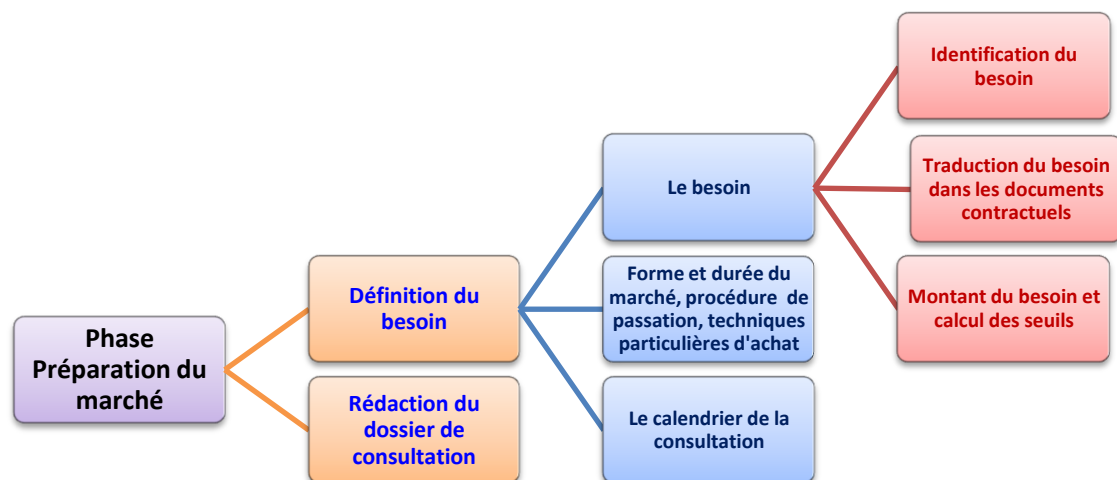 Phase
Préparation du
marché
Définition du
besoin
Rédaction du
dossier de
consultation
Le besoin
Forme et durée du
marché, procédure de
passation, techniques
particulières d'achat
Le calendrier de la
consultation
Identification du
besoin
Traduction du besoin
dans les documents
contractuels
Montant du besoin et
calcul des seuils